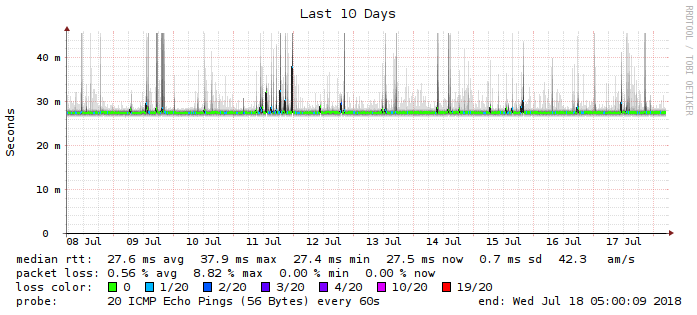 Last 10 Days
RRDTOOL / TOBI OETIKER
Seconds
40 m
30 m
20 m
10 m
0
08 Jul 09 Jul 10 Jul 11 Jul 12 Jul 13 Jul 14 Jul 15 Jul 16 Jul 17 Jul
median rtt: 27.6 ms avg 37.9 ms max 27.4 ms min 27.5 ms now 0.7 ms sd 42.3 am/s
packet loss: 0.56 % avg 8.82 % max 0.00 % min 0.00 % now
loss color: 0 1/20 2/20 3/20 4/20 10/20 19/20
probe: 20 ICMP Echo Pings (56 Bytes) every 60s end: Wed Jul 18 05:00:09 2018